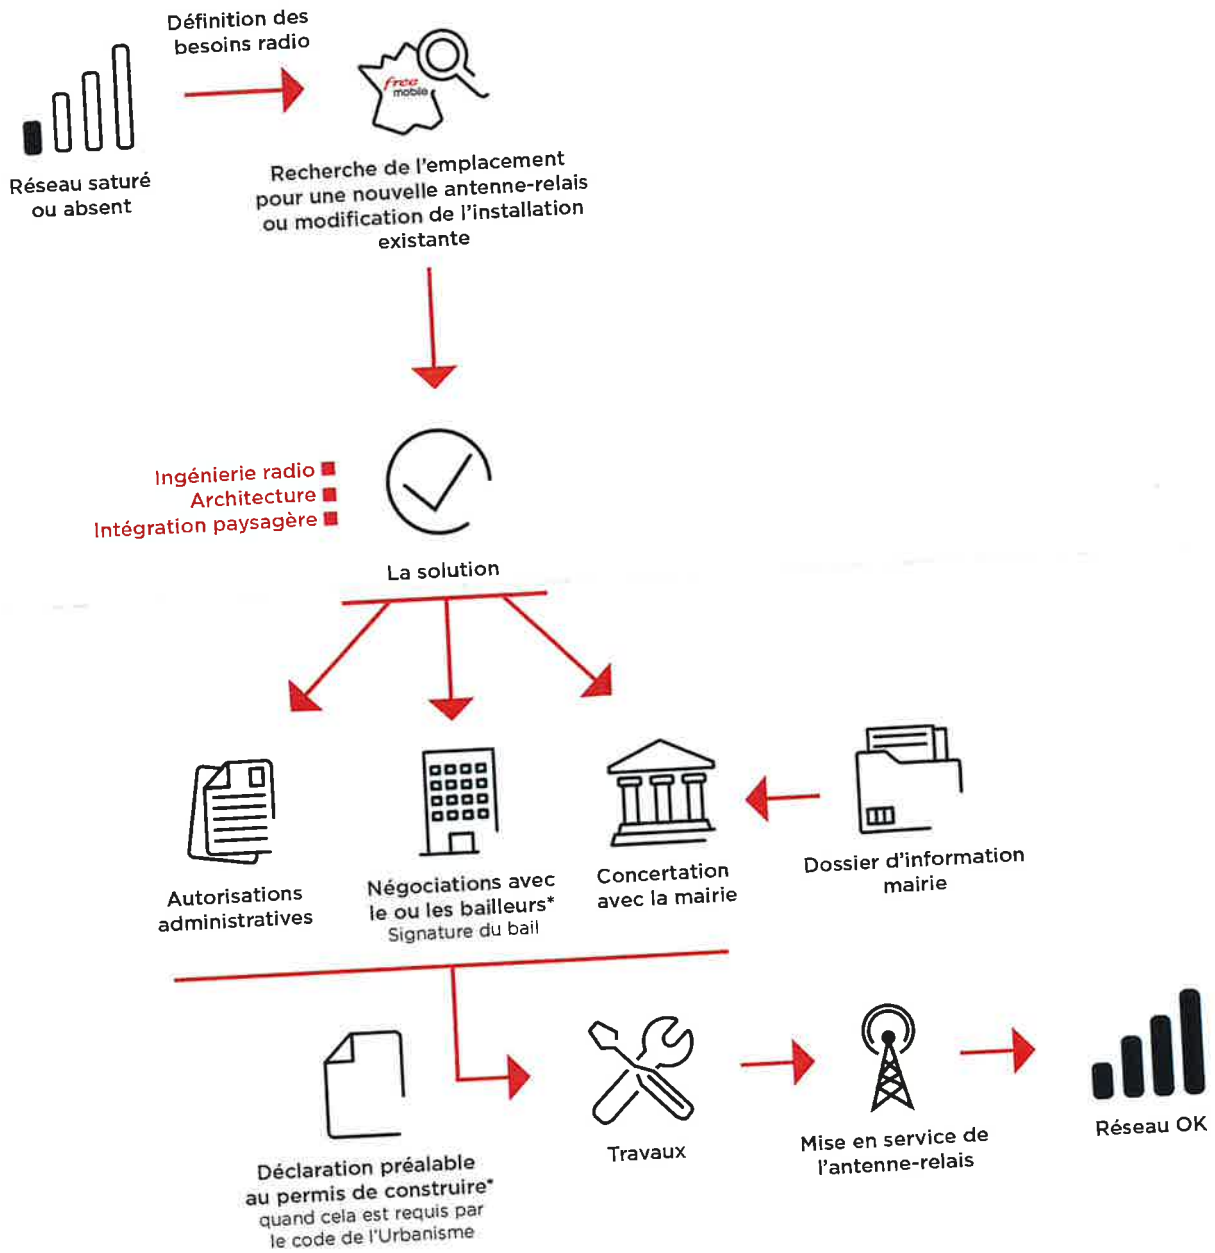 Définition des
besoins radio
free
mobile
Réseau saturé
ou absent
Recherche de l'emplacement
pour une nouvelle antenne-relais
ou modification de l'installation
existante
Ingénierie radio
Architecture
Intégration paysagère
La solution
Autorisations
administratives
Négociations avec
le ou les bailleurs*
Signature du bail
Concertation
avec la mairie
Dossier d'information
mairie
Déclaration préalable
au permis de construire*
quand cela est requis par
le code de l'Urbanisme
Travaux
Mise en service de
l'antenne-relais
Réseau OK